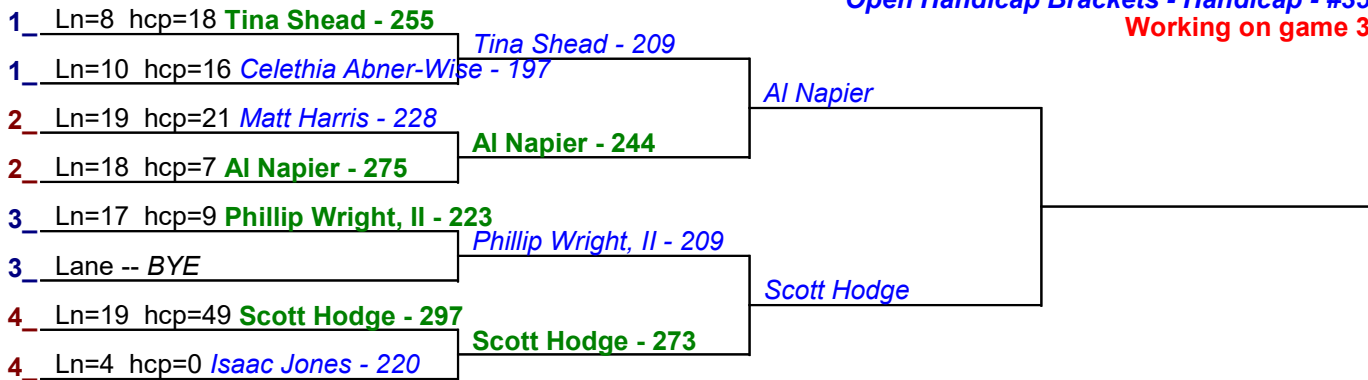 Open Handicap Brackets - Handicap - #35
Working on game 3
1_ Ln=8 hcp=18 Tina Shead - 255
Tina Shead - 209
1_ Ln=10 hcp=16 Celethia Abner-Wise - 197
Al Napier
2_ Ln=19 hcp=21 Matt Harris - 228
Al Napier - 244
2_ Ln=18 hcp=7 Al Napier - 275
3_ Ln=17 hcp=9 Phillip Wright, II - 223
Phillip Wright, II - 209
3_ Lane -- BYE
Scott Hodge
4_ Ln=19 hcp=49 Scott Hodge - 297
Scott Hodge - 273
4_ Ln=4 hcp=0 Isaac Jones - 220